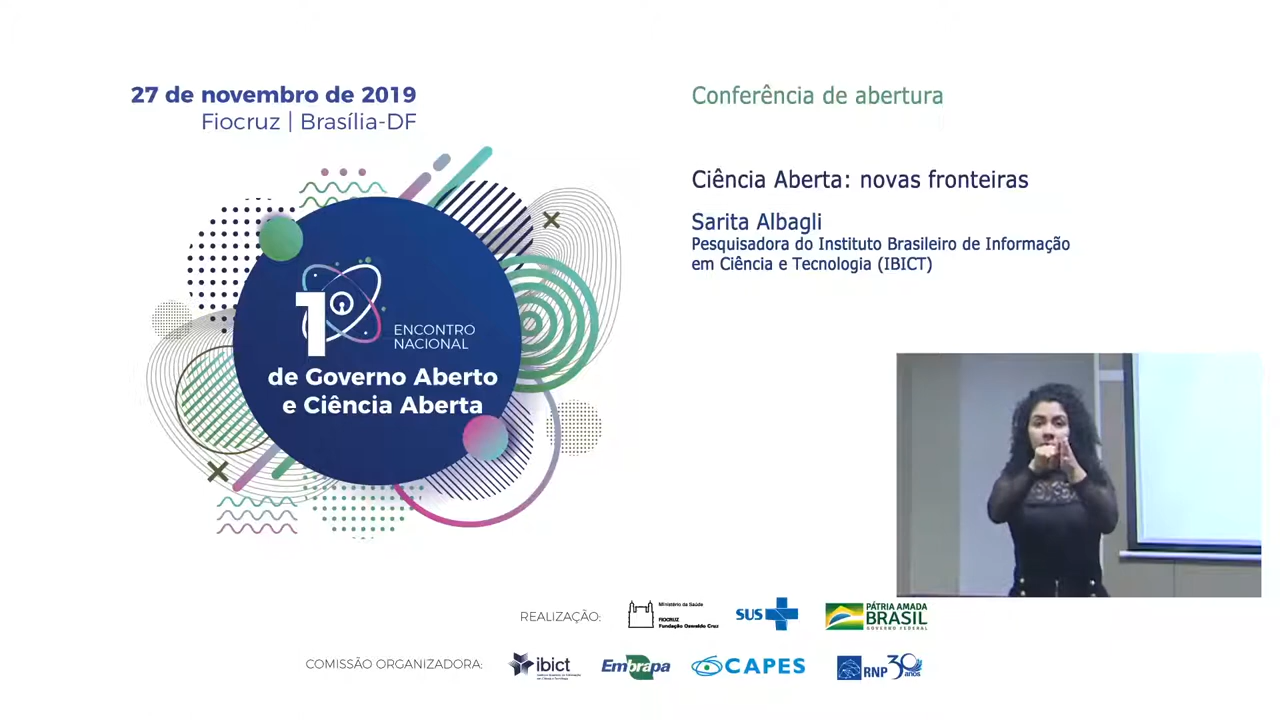 27 de novembro de 2019
Fiocruz | Brasília-DF
1º
ENCONTRO
NACIONAL
de Governo Aberto
e Ciência Aberta
Conferência de abertura
Ciência Aberta: novas fronteiras
Sarita Albagli
Pesquisadora do Instituto Brasileiro de Informação
em Ciência e Tecnologia (IBICT)
REALIZAÇÃO:
Ministério da Saúde
FIOCRUZ
Fundação Oswaldo Cruz
SUS
PÁTRIA AMADA
BRASIL
GOVERNO FEDERAL
COMISSÃO ORGANIZADORA:
ibict
Embrapa
CAPES
RNP 30
anos